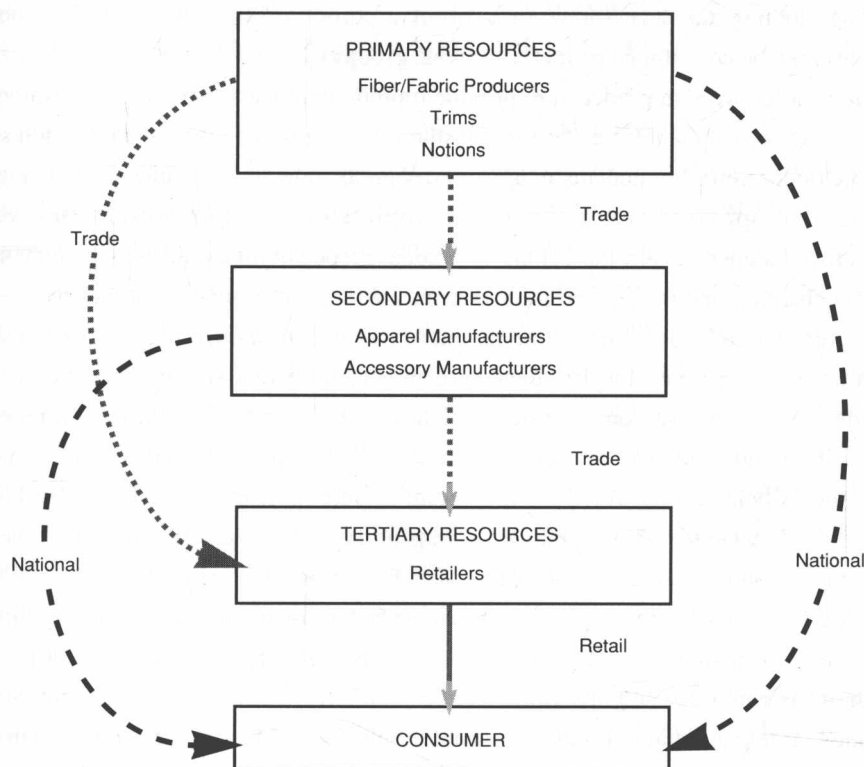 PRIMARY RESOURCES
Fiber/Fabric Producers
Trims
Notions
Trade
Trade
SECONDARY RESOURCES
Apparel Manufacturers
Accessory Manufacturers
Trade
TERTIARY RESOURCES
Retailers
National
National
Retail
CONSUMER